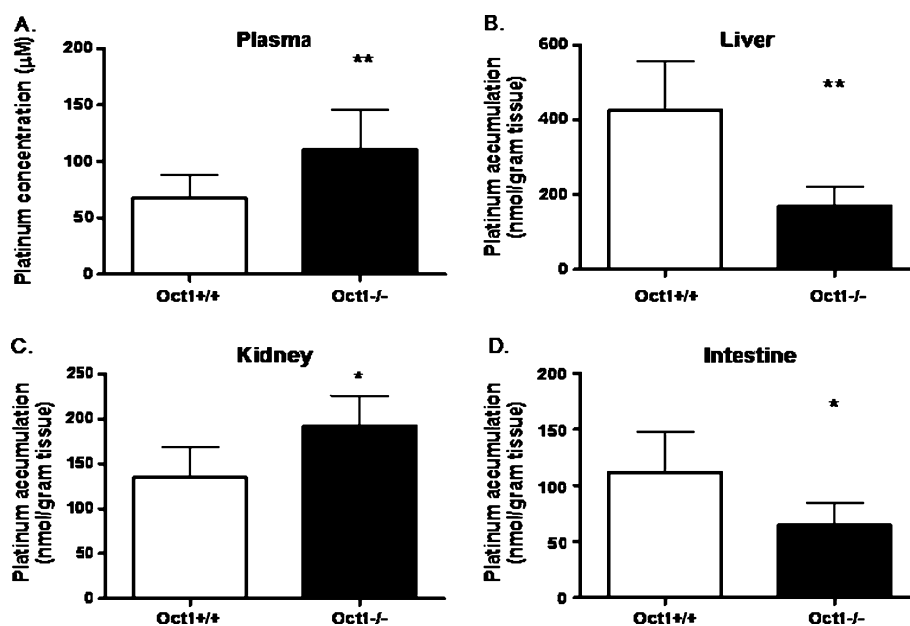 A.
Plasma
Platinum concentration (μM)
200
150
100
50
0
**
Oct1+/+
Oct1-/-
B.
Liver
Platinum accumulation
(nmol/gram tissue)
600
400
200
0
**
Oct1+/+
Oct1-/-
C.
Kidney
Platinum accumulation
(nmol/gram tissue)
250
200
150
100
50
0
*
Oct1+/+
Oct1-/-
D.
Intestine
Platinum accumulation
(nmol/gram tissue)
200
150
100
50
0
*
Oct1+/+
Oct1-/-